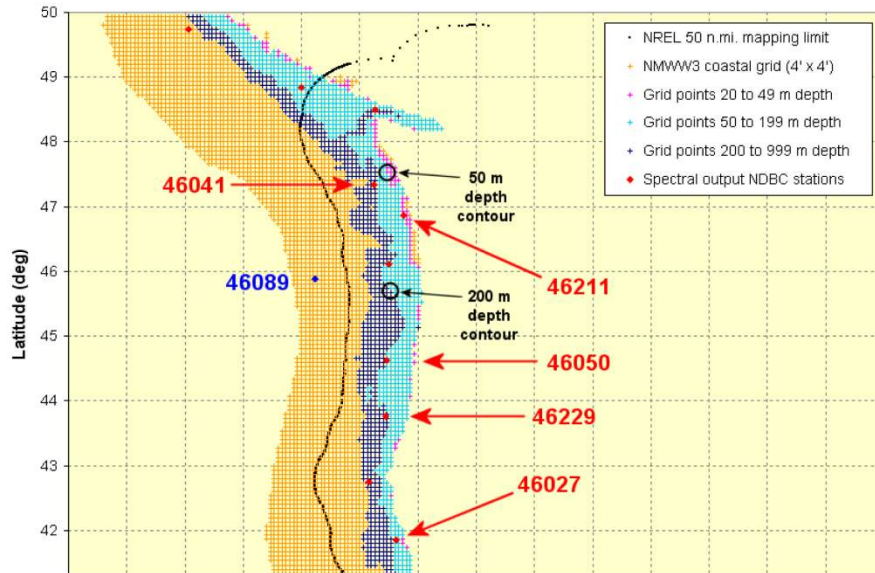 50
49
48
47
46
45
44
43
42
Latitude (deg)
NREL 50 n.mi. mapping limit
NMWW3 coastal grid (4' x 4')
Grid points 20 to 49 m depth
Grid points 50 to 199 m depth
Grid points 200 to 999 m depth
Spectral output NDBC stations
46041
50 m
depth
contour
46089
46211
200 m
depth
contour
46050
46229
46027